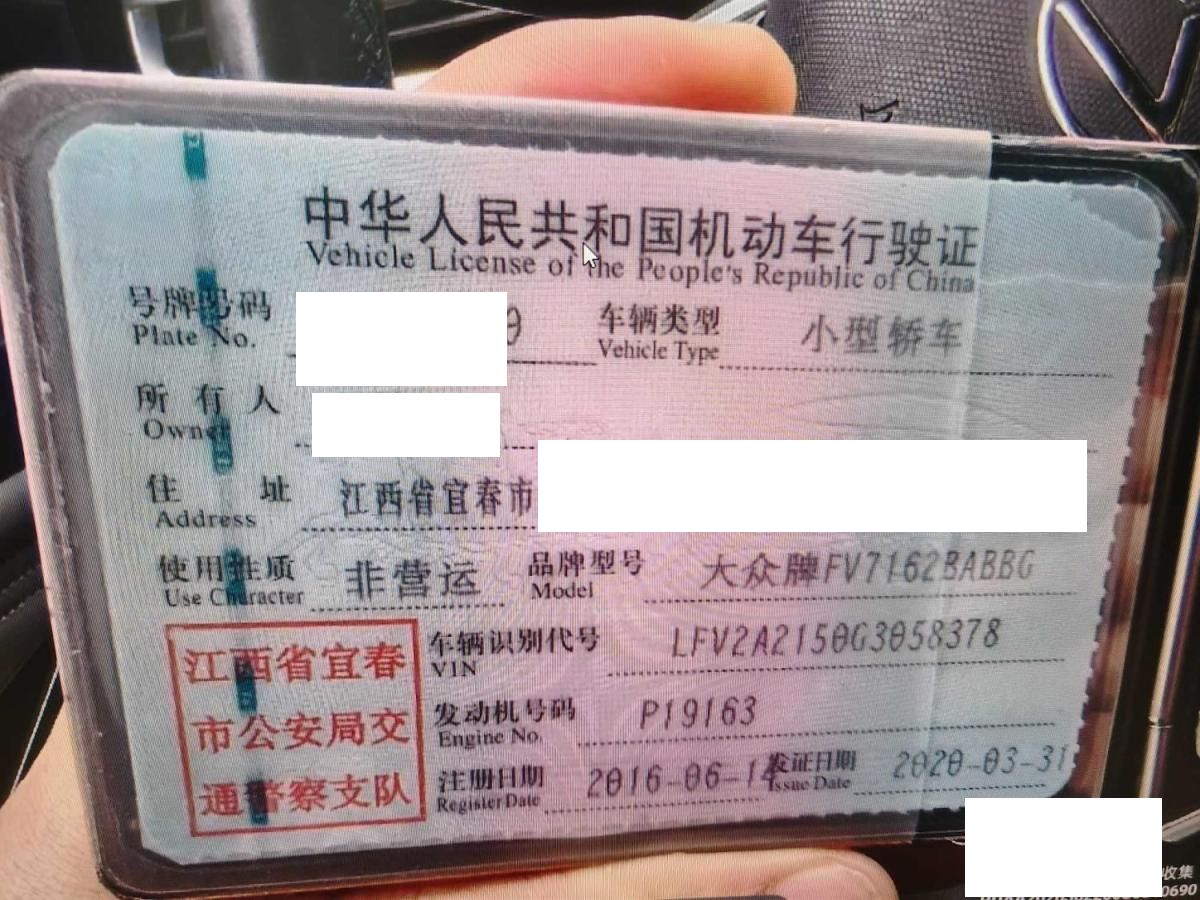 中华人民共和国机动车行驶证
Vehicle License of the People's Republic of China
号牌号码 9 车辆类型 小型轿车
Plate No. Vehicle Type
所有人
Owner
住址 江西省宜春市
Address
使用性质 非营运 品牌型号 大众牌FV7162BABBG
Use Character Model
车辆识别代号 LFV2A2150G3058378
VIN
发动机号码 P19163
Engine No.
注册日期 2016-06-14 发证日期 2020-03-31
Register Date Issue Date
江西省宜春
市公安局交
通警察支队
收集
0690